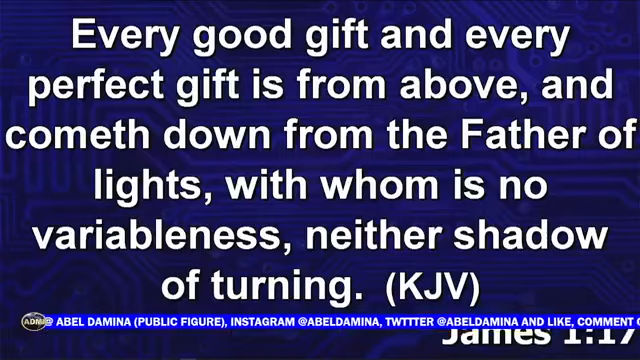 Every good gift and every
perfect gift is from above, and
cometh down from the Father of
lights, with whom is no
variableness, neither shadow
of turning. (KJV)
ADM @ ABEL DAMINA (PUBLIC FIGURE), INSTAGRAM @ABELDAMINA, TWTTTER @ABELDAMINA AND LIKE, COMMENT
James 1:17